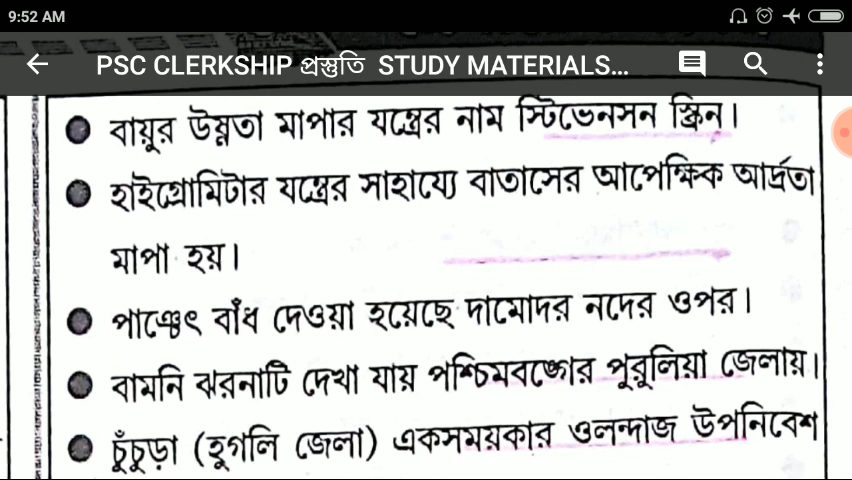 9:52 AM
PSC CLERKSHIP প্রস্তুতি STUDY MATERIALS...
বায়ুর উষ্ণতা মাপার যন্ত্রের নাম স্টিভেনসন স্ক্রিন।
হাইগ্রোমিটার যন্ত্রের সাহায্যে বাতাসের আপেক্ষিক আর্দ্রতা
মাপা হয়।
পাঞ্চেৎ বাঁধ দেওয়া হয়েছে দামোদর নদের ওপর।
বামনি ঝরনাটি দেখা যায় পশ্চিমবঙ্গের পুরুলিয়া জেলায়।
চুঁচুড়া (হুগলি জেলা) একসময়কার ওলন্দাজ উপনিবেশ